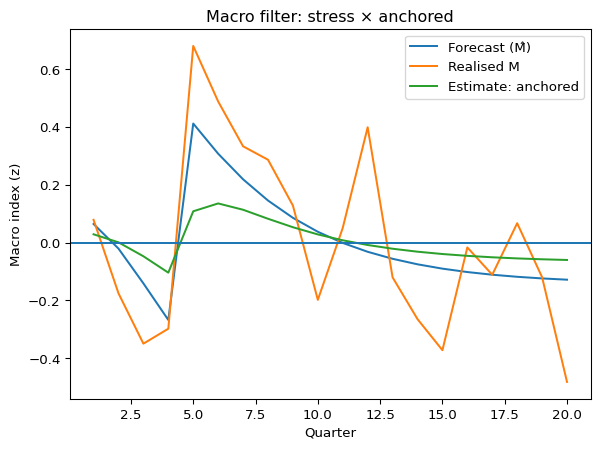 Macro filter: stress × anchored
Forecast (M̂)
Realised M
Estimate: anchored
Macro index (z)
0.6
0.4
0.2
0.0
−0.2
−0.4
2.5
5.0
7.5
10.0
12.5
15.0
17.5
20.0
Quarter